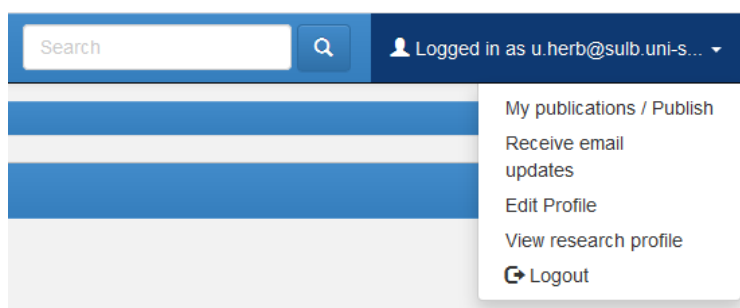 Search
Logged in as u.herb@sulb.uni-s...
My publications / Publish
Receive email
updates
Edit Profile
View research profile
Logout